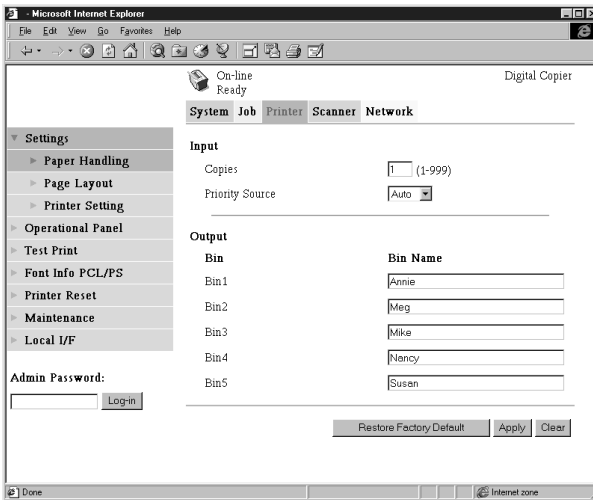 - Microsoft Internet Explorer
File Edit View Go Favorites Help
On-line
Ready
Digital Copier
System Job Printer Scanner Network
Settings
Paper Handling
Page Layout
Printer Setting
Operational Panel
Test Print
Font Info PCL/PS
Printer Reset
Maintenance
Local I/F
Admin Password:
Log-in
Input
Copies 1 (1-999)
Priority Source Auto
Output
Bin Bin Name
Bin1 Annie
Bin2 Meg
Bin3 Mike
Bin4 Nancy
Bin5 Susan
Restore Factory Default Apply Clear
Done Internet zone